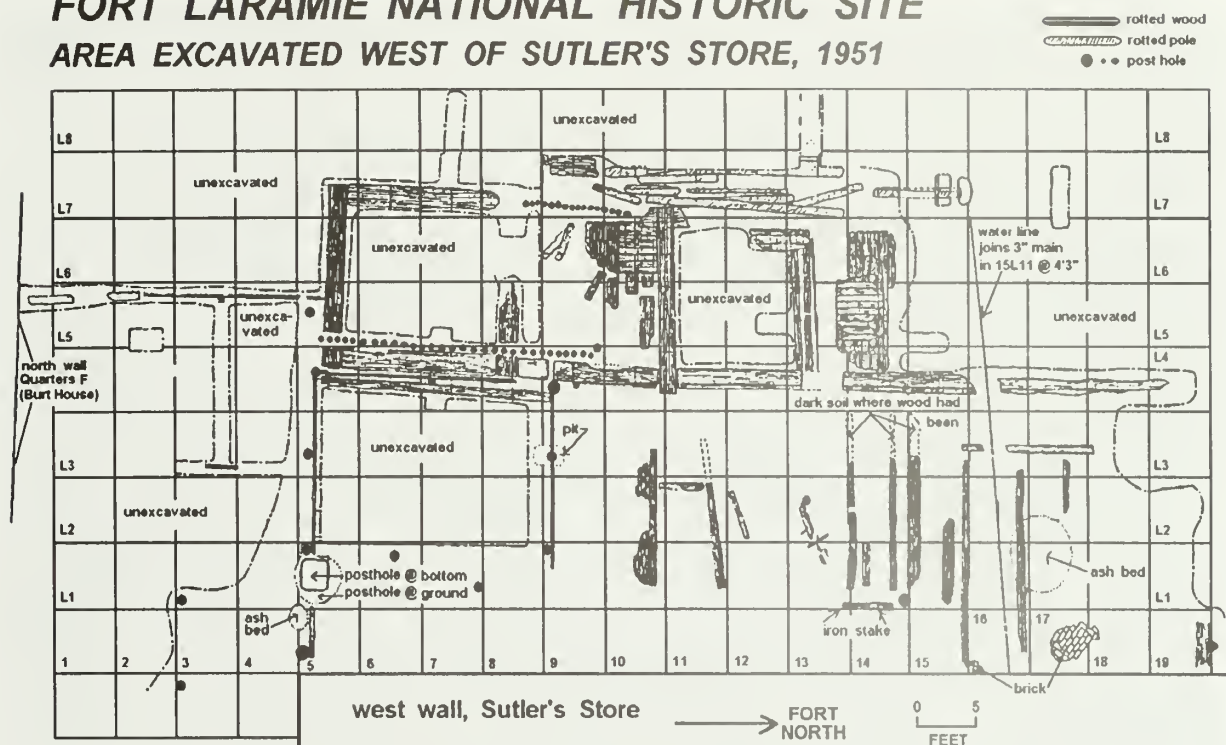 FORT LARAMIE NATIONAL HISTORIC SITE
AREA EXCAVATED WEST OF SUTLER'S STORE, 1951
rotted wood
rotted pole
post hole
L8
unexcavated
L8
unexcavated
L7
L7
water line
joins 3" main
in 15L11 @ 4'3"
unexcavated
L6
L6
unexcavated
unexca-
vated
unexcavated
L5
L5
L4
north wall
Quarters F
(Burt House)
dark soil where wood had
been
pit
unexcavated
L3
L3
unexcavated
L2
L2
posthole @ bottom
ash bed
posthole @ ground
L1
L1
ash
bed
iron stake
16
17
1
2
3
4
5
6
7
8
9
10
11
12
13
14
15
18
19
brick
west wall, Sutler's Store
FORT
NORTH
0
5
FEET